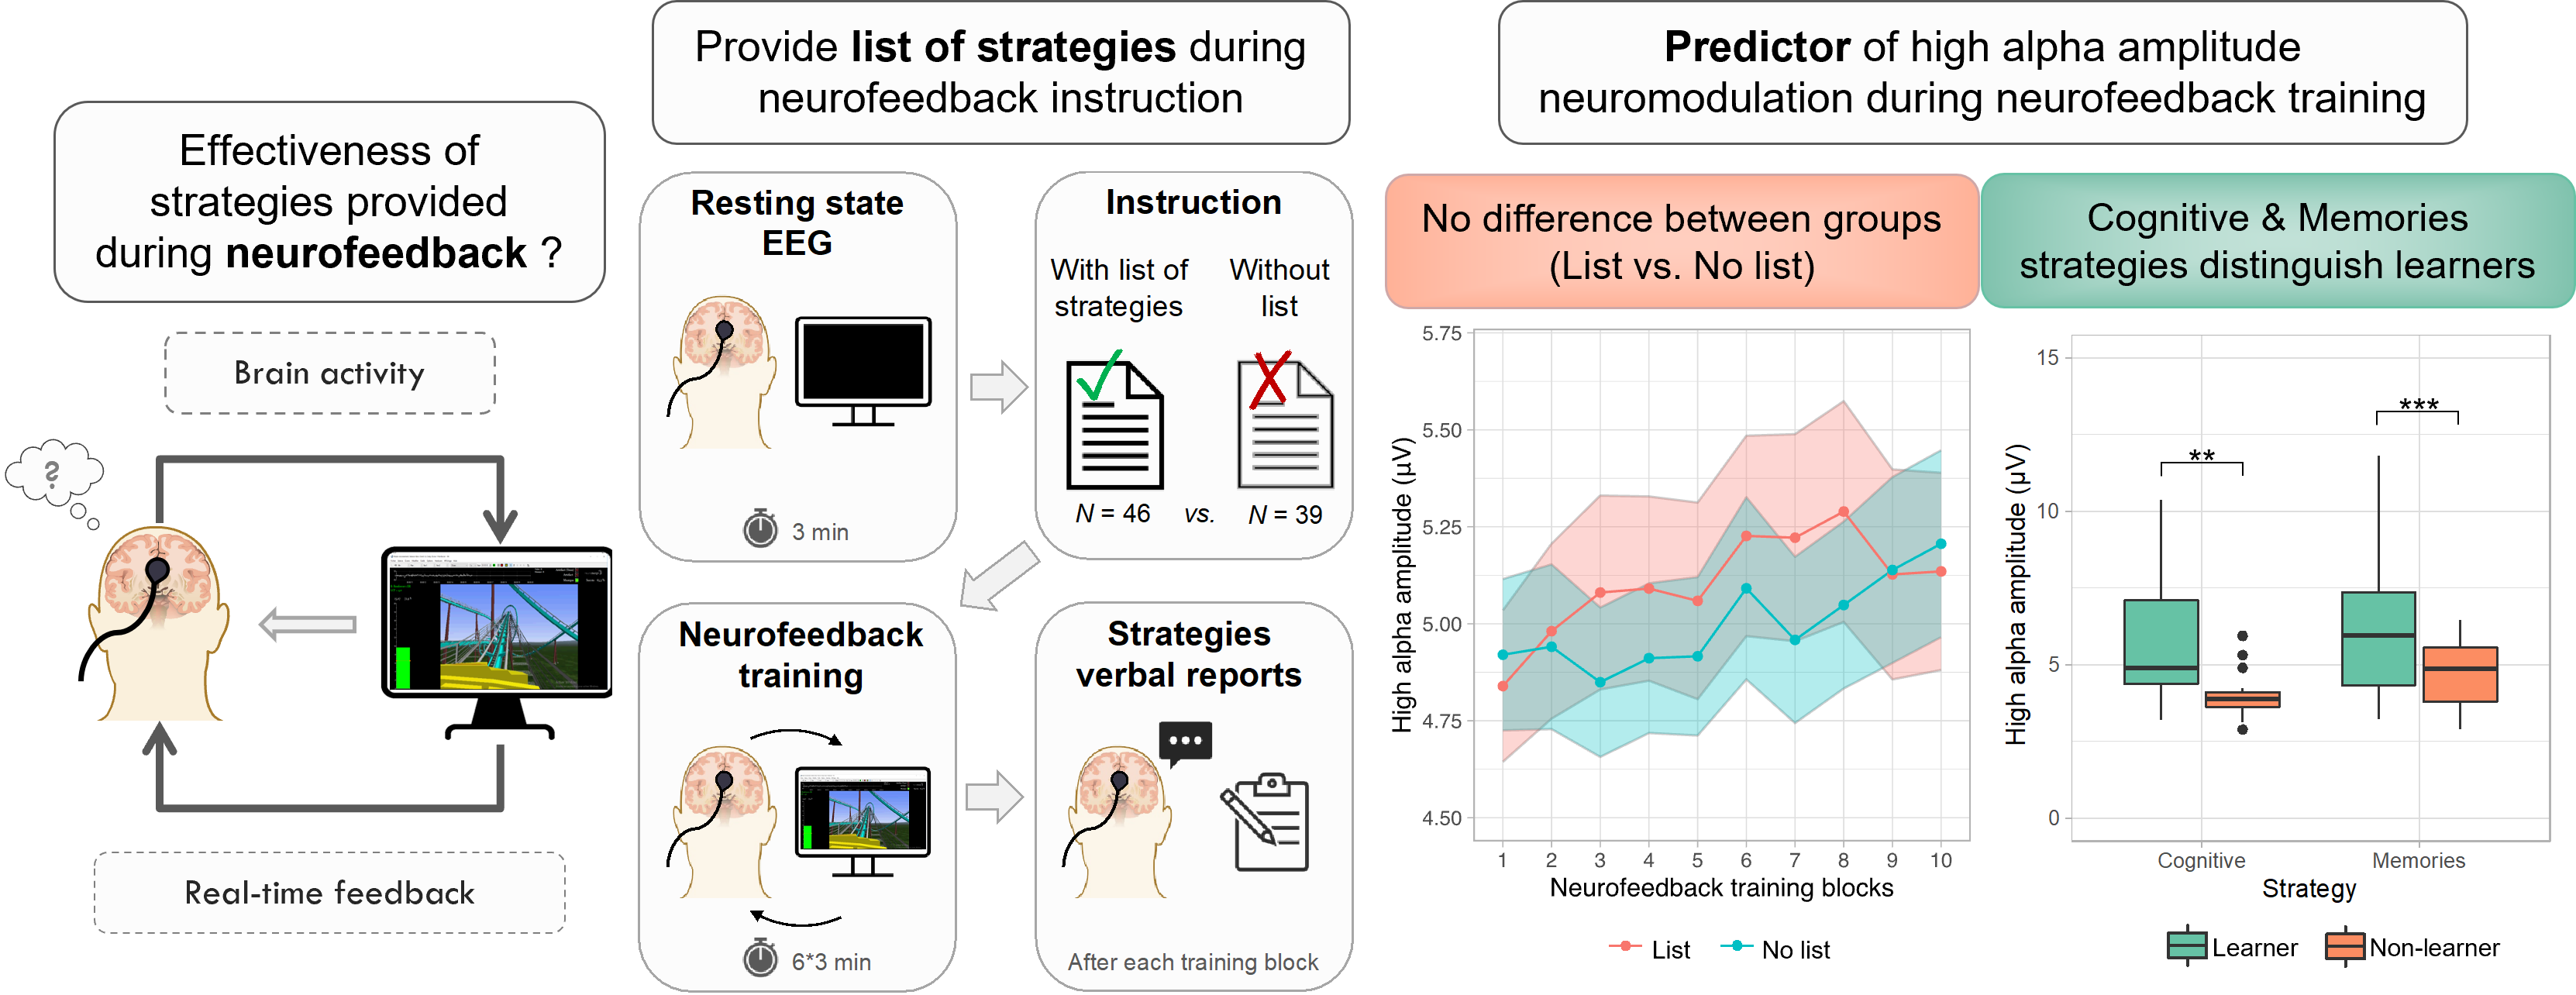 Effectiveness of
strategies provided
during neurofeedback ?
Brain activity
?
Real-time feedback
Provide list of strategies during
neurofeedback instruction
Resting state
EEG
3 min
Instruction
With list of
strategies
Without
list
N = 46 vs. N = 39
Neurofeedback
training
6*3 min
Strategies
verbal reports
After each training block
Predictor of high alpha amplitude
neuromodulation during neurofeedback training
No difference between groups
(List vs. No list)
High alpha amplitude (µV)
5.75
5.50
5.25
5.00
4.75
4.50
1 2 3 4 5 6 7 8 9 10
Neurofeedback training blocks
List No list
Cognitive & Memories
strategies distinguish learners
High alpha amplitude (µV)
15
10
5
0
**
***
Cognitive Memories
Strategy
Learner Non-learner